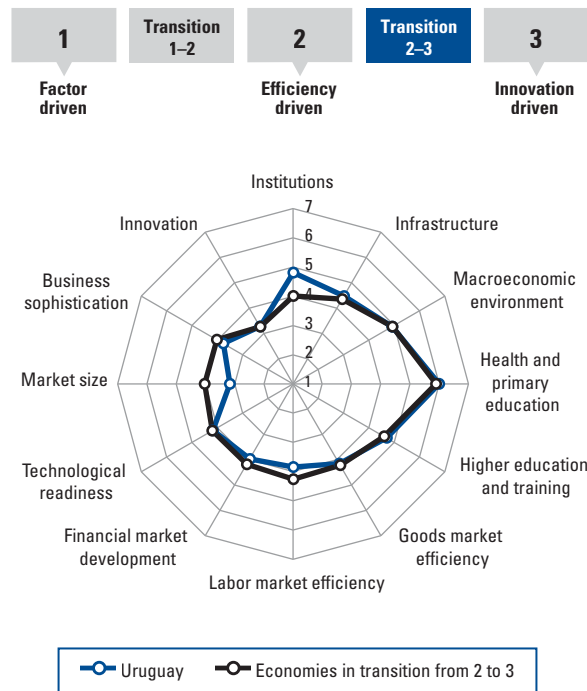 1
Transition
1–2
2
Transition
2–3
3
Factor
driven
Efficiency
driven
Innovation
driven
Institutions
Innovation
Infrastructure
Business
sophistication
Macroeconomic
environment
Market size
Health and
primary
education
Technological
readiness
Higher education
and training
Financial market
development
Goods market
efficiency
Labor market efficiency
7
6
5
4
3
2
1
Uruguay
Economies in transition from 2 to 3